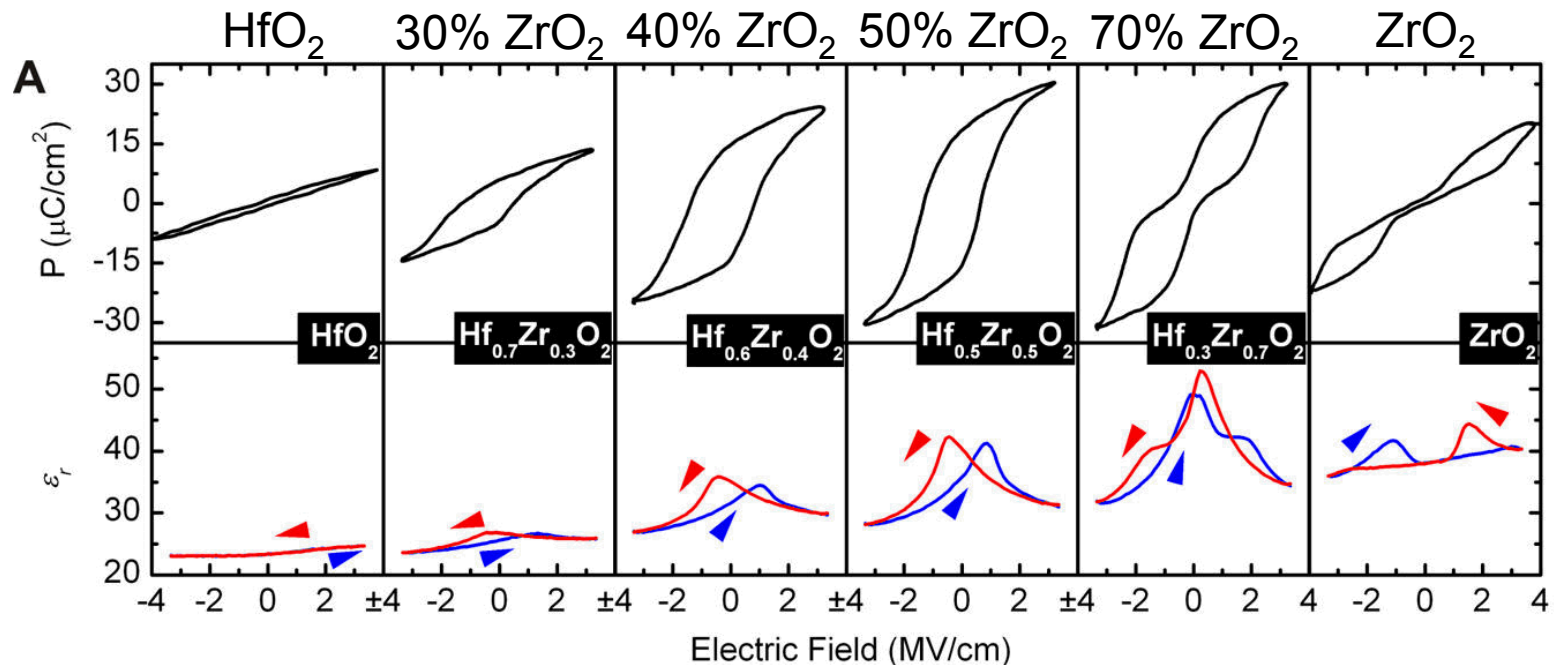 HfO₂ 30% ZrO₂ 40% ZrO₂ 50% ZrO₂ 70% ZrO₂ ZrO₂
A
30
15
0
-15
-30
P (μC/cm²)
HfO₂ Hf₀.₇Zr₀.₃O₂ Hf₀.₆Zr₀.₄O₂ Hf₀.₅Zr₀.₅O₂ Hf₀.₃Zr₀.₇O₂ ZrO₂
50
40
30
20
εᵣ
-4 -2 0 2 ±4 -2 0 2 ±4 -2 0 2 ±4 -2 0 2 ±4 -2 0 2 ±4 -2 0 2 4
Electric Field (MV/cm)